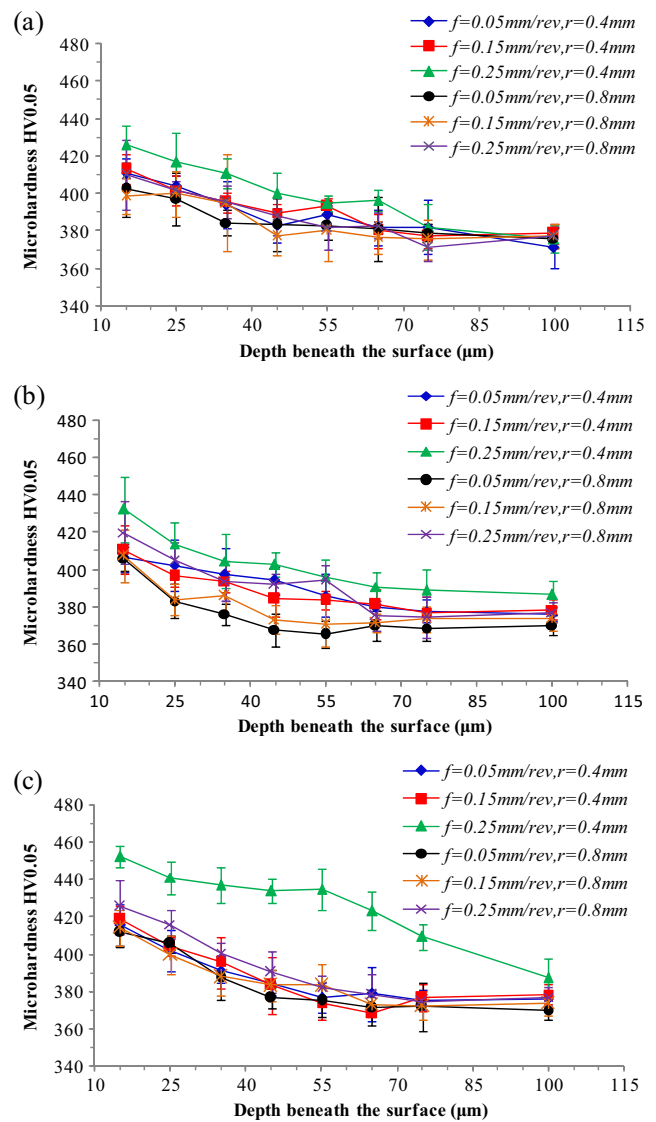 (a)
f=0.05mm/rev,r=0.4mm
f=0.15mm/rev,r=0.4mm
f=0.25mm/rev,r=0.4mm
f=0.05mm/rev,r=0.8mm
f=0.15mm/rev,r=0.8mm
f=0.25mm/rev,r=0.8mm
Microhardness HV0.05
480
460
440
420
400
380
360
340
10 25 40 55 70 85 100 115
Depth beneath the surface (μm)
(b)
f=0.05mm/rev,r=0.4mm
f=0.15mm/rev,r=0.4mm
f=0.25mm/rev,r=0.4mm
f=0.05mm/rev,r=0.8mm
f=0.15mm/rev,r=0.8mm
f=0.25mm/rev,r=0.8mm
Microhardness HV0.05
480
460
440
420
400
380
360
340
10 25 40 55 70 85 100 115
Depth beneath the surface (μm)
(c)
f=0.05mm/rev,r=0.4mm
f=0.15mm/rev,r=0.4mm
f=0.25mm/rev,r=0.4mm
f=0.05mm/rev,r=0.8mm
f=0.15mm/rev,r=0.8mm
f=0.25mm/rev,r=0.8mm
Microhardness HV0.05
480
460
440
420
400
380
360
340
10 25 40 55 70 85 100 115
Depth beneath the surface (μm)